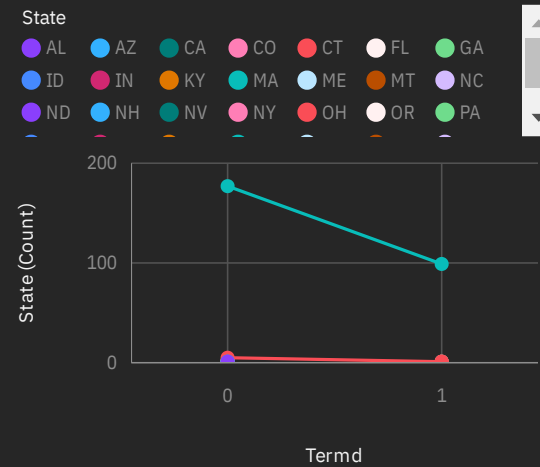 State
AL AZ CA CO CT FL GA
ID IN KY MA ME MT NC
ND NH NV NY OH OR PA
200
100
0
State (Count)
0 1
Termd